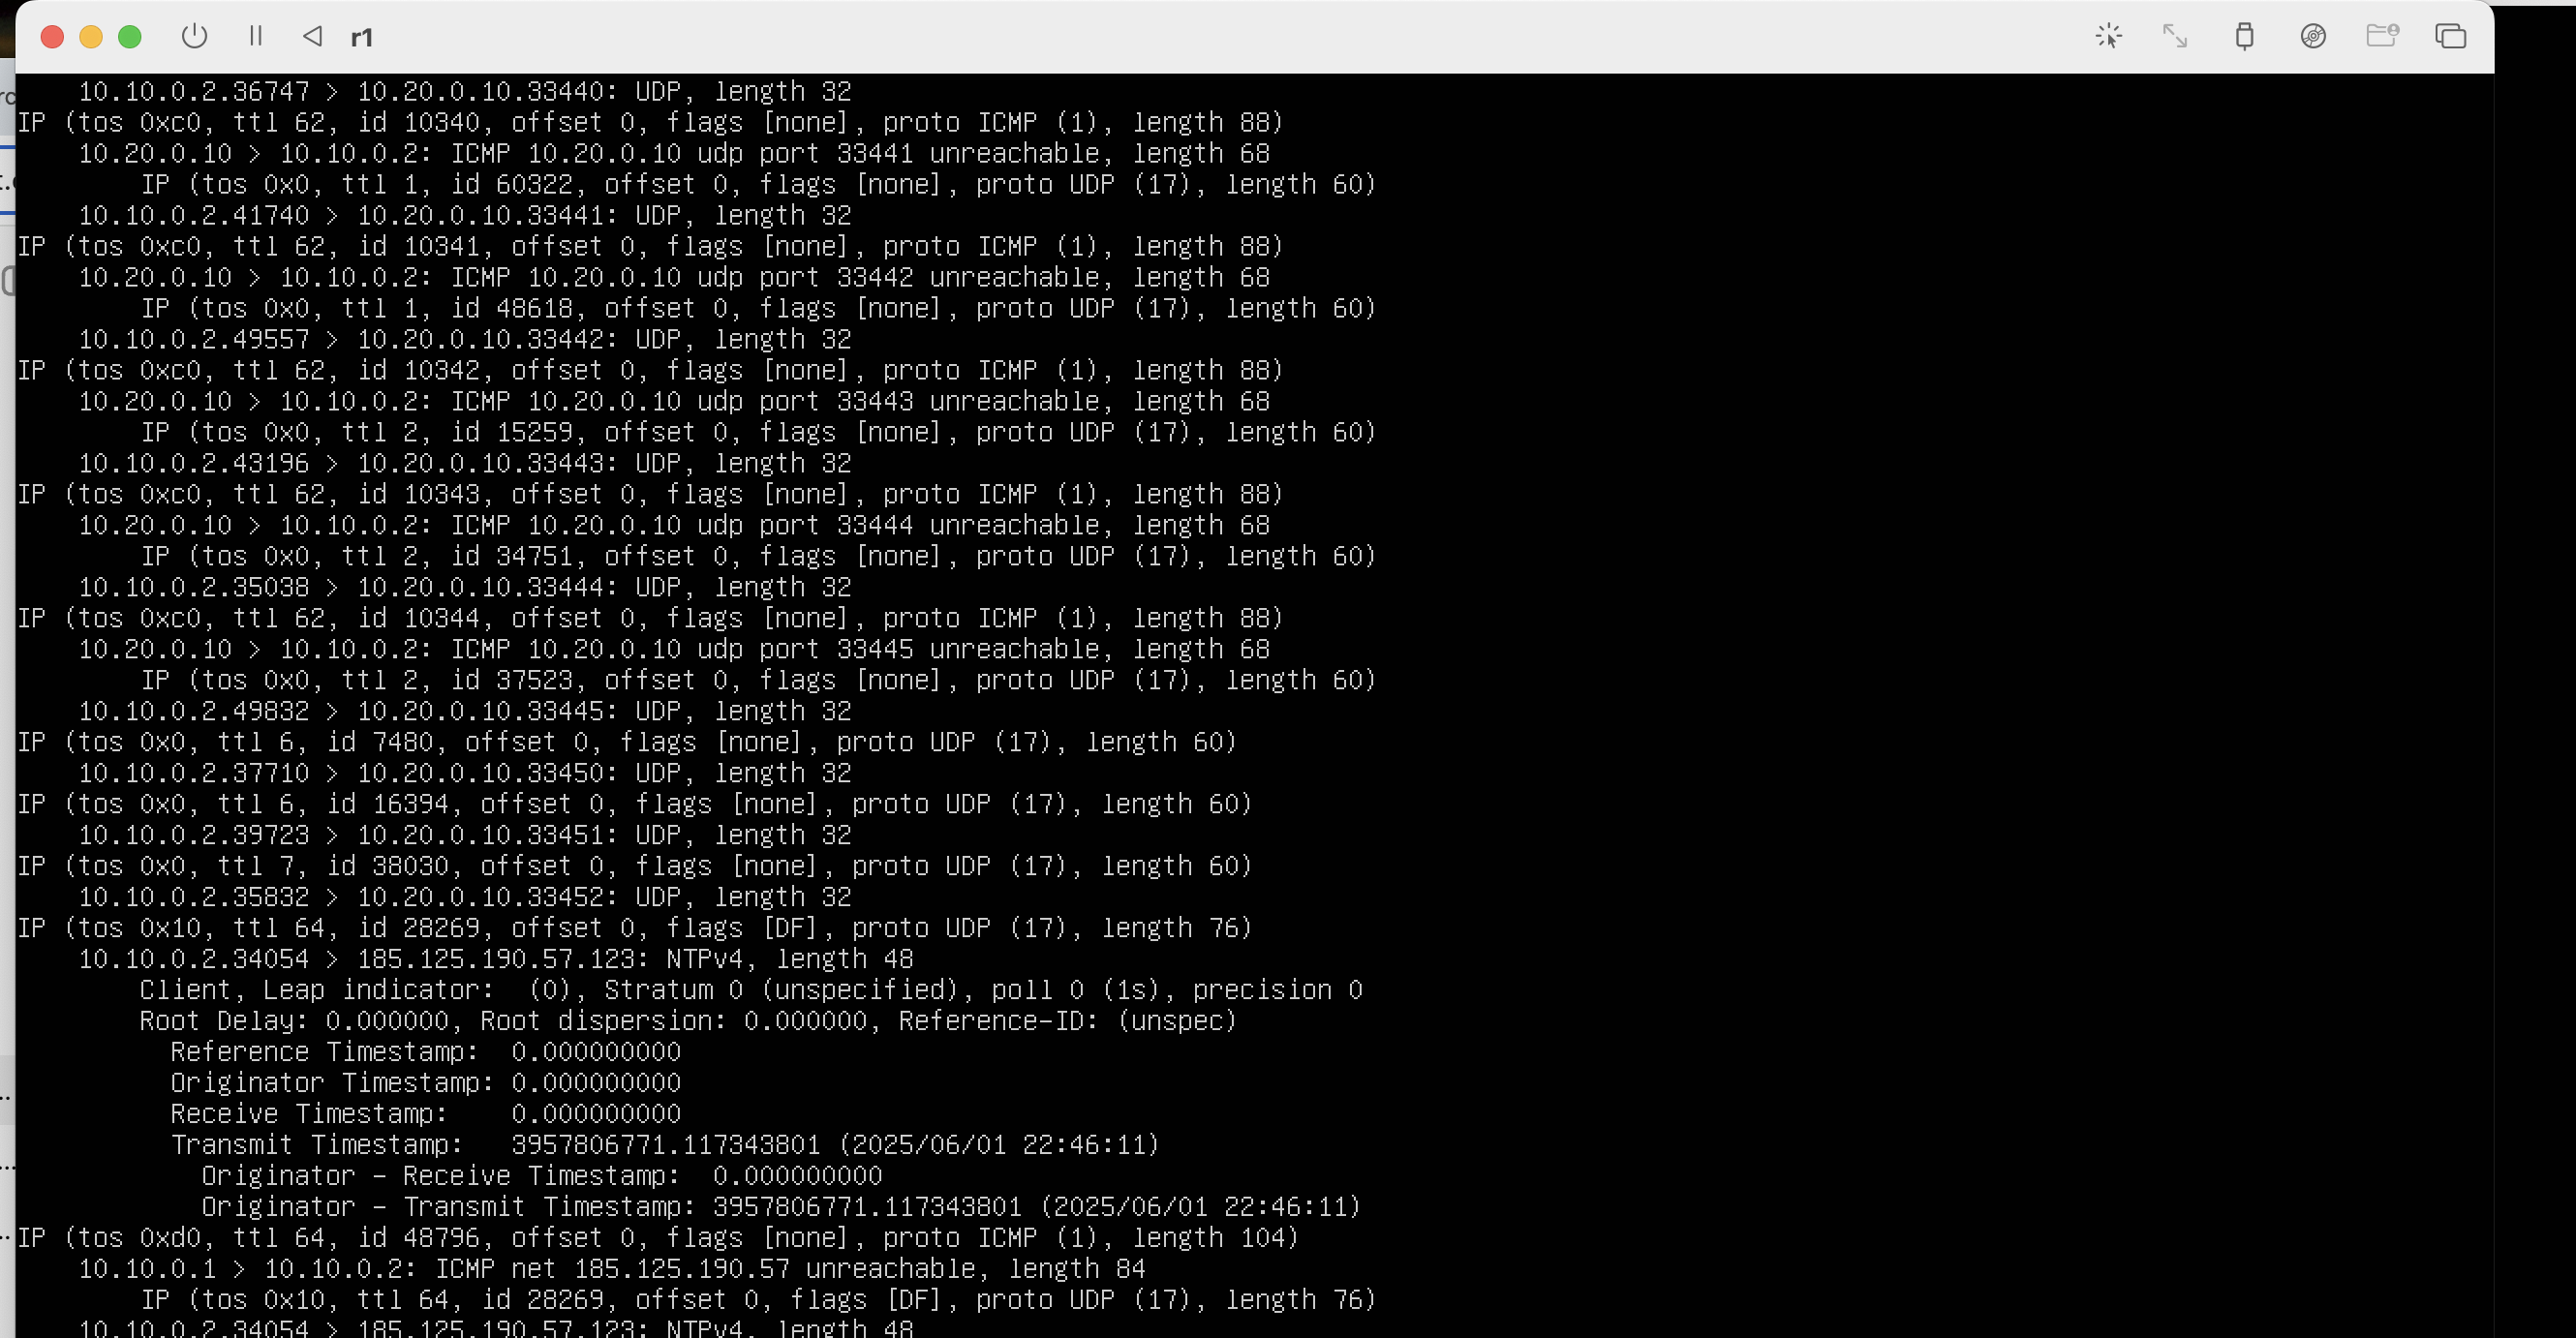 r1
10.10.0.2.36747 > 10.20.0.10.33440: UDP, length 32
IP (tos 0xc0, ttl 62, id 10340, offset 0, flags [none], proto ICMP (1), length 88)
10.20.0.10 > 10.10.0.2: ICMP 10.20.0.10 udp port 33441 unreachable, length 68
IP (tos 0x0, ttl 1, id 60322, offset 0, flags [none], proto UDP (17), length 60)
10.10.0.2.41740 > 10.20.0.10.33441: UDP, length 32
IP (tos 0xc0, ttl 62, id 10341, offset 0, flags [none], proto ICMP (1), length 88)
10.20.0.10 > 10.10.0.2: ICMP 10.20.0.10 udp port 33442 unreachable, length 68
IP (tos 0x0, ttl 1, id 48618, offset 0, flags [none], proto UDP (17), length 60)
10.10.0.2.49557 > 10.20.0.10.33442: UDP, length 32
IP (tos 0xc0, ttl 62, id 10342, offset 0, flags [none], proto ICMP (1), length 88)
10.20.0.10 > 10.10.0.2: ICMP 10.20.0.10 udp port 33443 unreachable, length 68
IP (tos 0x0, ttl 2, id 15259, offset 0, flags [none], proto UDP (17), length 60)
10.10.0.2.43196 > 10.20.0.10.33443: UDP, length 32
IP (tos 0xc0, ttl 62, id 10343, offset 0, flags [none], proto ICMP (1), length 88)
10.20.0.10 > 10.10.0.2: ICMP 10.20.0.10 udp port 33444 unreachable, length 68
IP (tos 0x0, ttl 2, id 34751, offset 0, flags [none], proto UDP (17), length 60)
10.10.0.2.35038 > 10.20.0.10.33444: UDP, length 32
IP (tos 0xc0, ttl 62, id 10344, offset 0, flags [none], proto ICMP (1), length 88)
10.20.0.10 > 10.10.0.2: ICMP 10.20.0.10 udp port 33445 unreachable, length 68
IP (tos 0x0, ttl 2, id 37523, offset 0, flags [none], proto UDP (17), length 60)
10.10.0.2.49832 > 10.20.0.10.33445: UDP, length 32
IP (tos 0x0, ttl 6, id 7480, offset 0, flags [none], proto UDP (17), length 60)
10.10.0.2.37710 > 10.20.0.10.33450: UDP, length 32
IP (tos 0x0, ttl 6, id 16394, offset 0, flags [none], proto UDP (17), length 60)
10.10.0.2.39723 > 10.20.0.10.33451: UDP, length 32
IP (tos 0x0, ttl 7, id 38030, offset 0, flags [none], proto UDP (17), length 60)
10.10.0.2.35832 > 10.20.0.10.33452: UDP, length 32
IP (tos 0x10, ttl 64, id 28269, offset 0, flags [DF], proto UDP (17), length 76)
10.10.0.2.34054 > 185.125.190.57.123: NTPv4, length 48
Client, Leap indicator:  (0), Stratum 0 (unspecified), poll 0 (1s), precision 0
Root Delay: 0.000000, Root dispersion: 0.000000, Reference-ID: (unspec)
Reference Timestamp:  0.000000000
Originator Timestamp: 0.000000000
Receive Timestamp:    0.000000000
Transmit Timestamp:   3957806771.117343801 (2025/06/01 22:46:11)
Originator - Receive Timestamp:  0.000000000
Originator - Transmit Timestamp: 3957806771.117343801 (2025/06/01 22:46:11)
IP (tos 0xd0, ttl 64, id 48796, offset 0, flags [none], proto ICMP (1), length 104)
10.10.0.1 > 10.10.0.2: ICMP net 185.125.190.57 unreachable, length 84
IP (tos 0x10, ttl 64, id 28269, offset 0, flags [DF], proto UDP (17), length 76)
10.10.0.2.34054 > 185.125.190.57.123: NTPv4, length 48